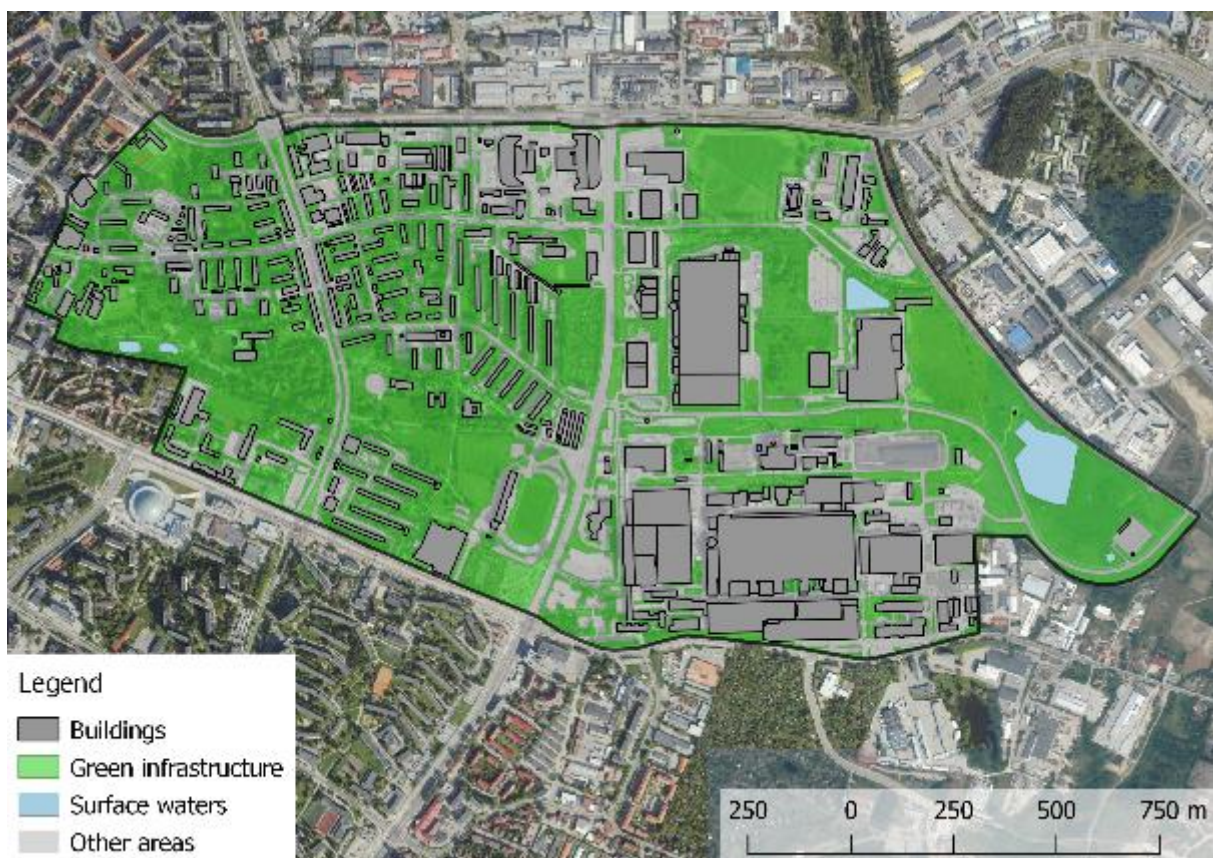 Legend
Buildings
Green infrastructure
Surface waters
Other areas
250 0 250 500 750 m